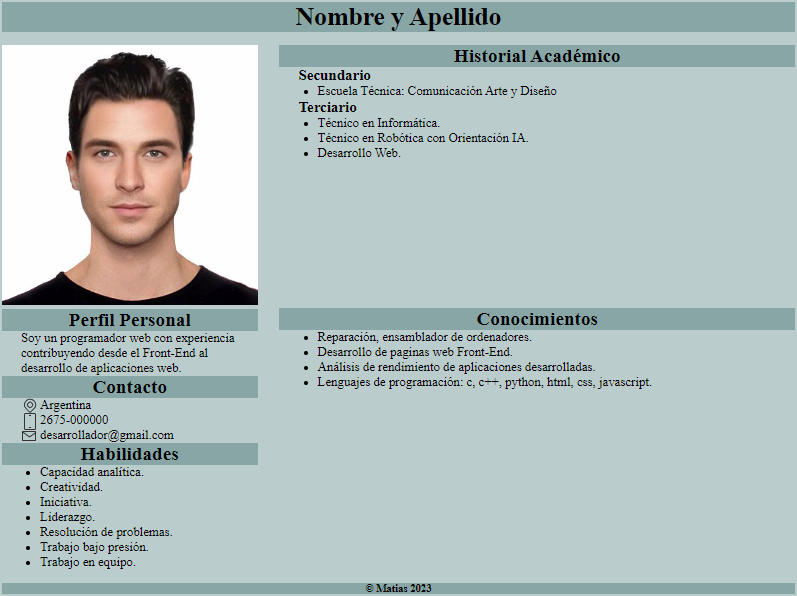 Nombre y Apellido
Perfil Personal
Soy un programador web con experiencia
contribuyendo desde el Front-End al
desarrollo de aplicaciones web.
Contacto
Argentina
2675-000000
desarrollador@gmail.com
Habilidades
Capacidad analítica.
Creatividad.
Iniciativa.
Liderazgo.
Resolución de problemas.
Trabajo bajo presión.
Trabajo en equipo.
Historial Académico
Secundario
Escuela Técnica: Comunicación Arte y Diseño
Terciario
Técnico en Informática.
Técnico en Robótica con Orientación IA.
Desarrollo Web.
Conocimientos
Reparación, ensamblador de ordenadores.
Desarrollo de paginas web Front-End.
Análisis de rendimiento de aplicaciones desarrolladas.
Lenguajes de programación: c, c++, python, html, css, javascript.
© Matias 2023